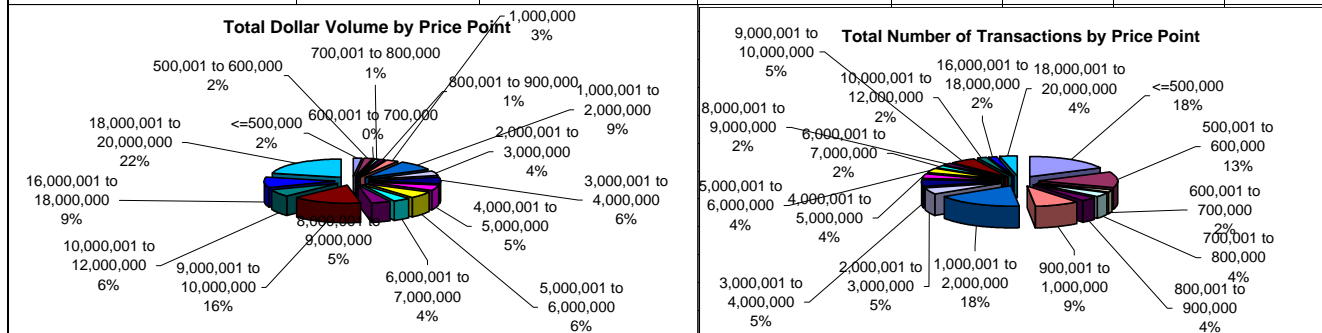 Total Dollar Volume by Price Point
1,000,000
3%
700,001 to 800,000
1%
500,001 to 600,000
2%
800,001 to 900,000
1%
1,000,001 to
2,000,000
9%
600,001 to 700,000
0%
<=500,000
2%
18,000,001 to
20,000,000
22%
2,000,001 to
3,000,000
4%
16,000,001 to
18,000,000
9%
3,000,001 to
4,000,000
6%
4,000,001 to
5,000,000
5%
8,000,001 to
9,000,000
5%
10,000,001 to
12,000,000
6%
9,000,001 to
10,000,000
16%
6,000,001 to
7,000,000
4%
5,000,001 to
6,000,000
6%
Total Number of Transactions by Price Point
9,000,001 to
10,000,000
5%
16,000,001 to
18,000,000
2%
18,000,001 to
20,000,000
4%
<=500,000
18%
10,000,001 to
12,000,000
2%
8,000,001 to
9,000,000
2%
500,001 to
600,000
13%
6,000,001 to
7,000,000
2%
5,000,001 to
6,000,000
4%
4,000,001 to
5,000,000
4%
600,001 to
700,000
2%
700,001 to
800,000
4%
3,000,001 to
4,000,000
5%
2,000,001 to
3,000,000
5%
1,000,001 to
2,000,000
18%
900,001 to
1,000,000
9%
800,001 to
900,000
4%